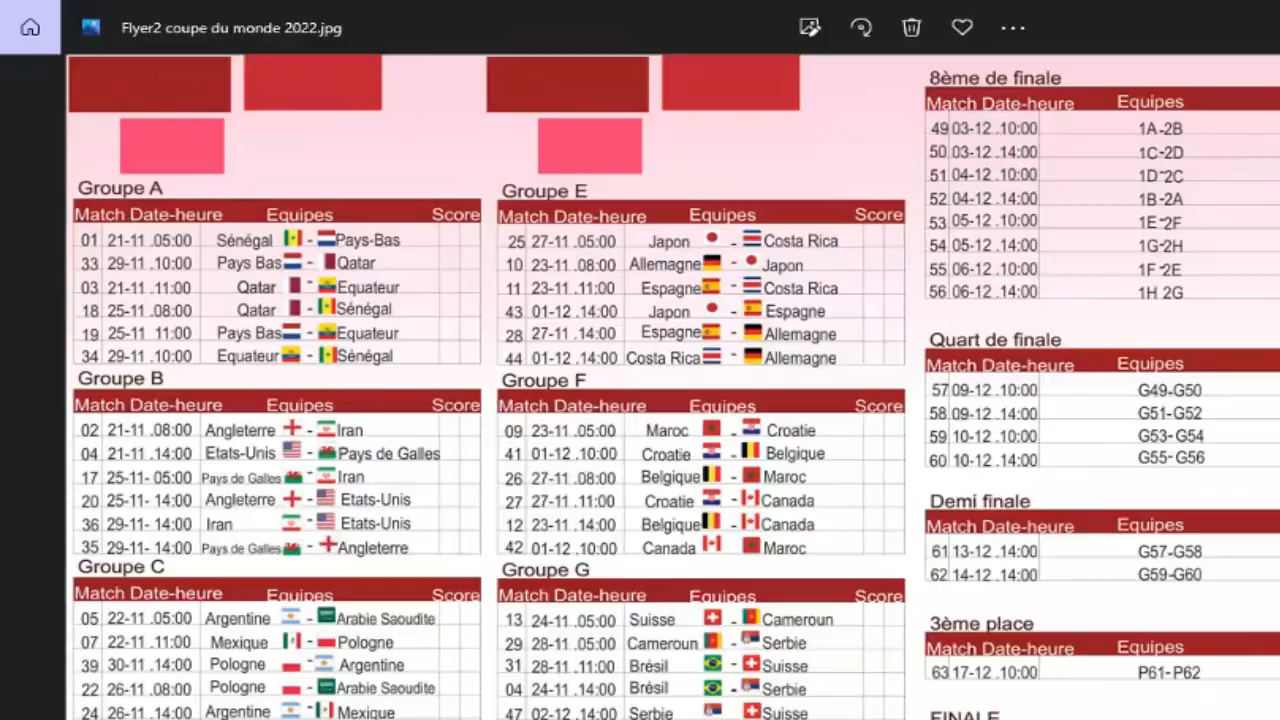 Flyer2 coupe du monde 2022.jpg
Groupe A
Match Date-heure Equipes Score
01 21-11 .05:00 Sénégal - Pays-Bas
33 29-11 .10:00 Pays Bas - Qatar
03 21-11 .11:00 Qatar - Equateur
18 25-11 .08:00 Qatar - Sénégal
19 25-11 11:00 Pays Bas - Equateur
34 29-11 .10:00 Equateur - Sénégal
Groupe B
Match Date-heure Equipes Score
02 21-11 .08:00 Angleterre - Iran
04 21-11 .14:00 Etats-Unis - Pays de Galles
17 25-11- 05:00 Pays de Galles - Iran
20 25-11- 14:00 Angleterre - Etats-Unis
36 29-11- 14:00 Iran - Etats-Unis
35 29-11- 14:00 Pays de Galles - Angleterre
Groupe C
Match Date-heure Equipes Score
05 22-11 .05:00 Argentine - Arabie Saoudite
07 22-11 .11:00 Mexique - Pologne
39 30-11 .14:00 Pologne - Argentine
22 26-11 .08:00 Pologne - Arabie Saoudite
24 26-11 .14:00 Argentine - Mexique
Groupe E
Match Date-heure Equipes Score
25 27-11 .05:00 Japon - Costa Rica
10 23-11 .08:00 Allemagne - Japon
11 23-11 .11:00 Espagne - Costa Rica
43 01-12 .14:00 Japon - Espagne
28 27-11 .14:00 Espagne - Allemagne
44 01-12 .14:00 Costa Rica - Allemagne
Groupe F
Match Date-heure Equipes Score
09 23-11 .05:00 Maroc - Croatie
41 01-12 .10:00 Croatie - Belgique
26 27-11 .08:00 Belgique - Maroc
27 27-11 .11:00 Croatie - Canada
12 23-11 .14:00 Belgique - Canada
42 01-12 .10:00 Canada - Maroc
Groupe G
Match Date-heure Equipes Score
13 24-11 .05:00 Suisse - Cameroun
29 28-11 .05:00 Cameroun - Serbie
31 28-11 .11:00 Brésil - Suisse
04 24-11 .14:00 Brésil - Serbie
47 02-12 .14:00 Serbie - Suisse
8ème de finale
Match Date-heure Equipes
49 03-12 .10:00 1A-2B
50 03-12 .14:00 1C-2D
51 04-12 .10:00 1D-2C
52 04-12 .14:00 1B-2A
53 05-12 .10:00 1E-2F
54 05-12 .14:00 1G-2H
55 06-12 .10:00 1F-2E
56 06-12 .14:00 1H 2G
Quart de finale
Match Date-heure Equipes
57 09-12 .10:00 G49-G50
58 09-12 .14:00 G51-G52
59 10-12 .10:00 G53-G54
60 10-12 .14:00 G55-G56
Demi finale
Match Date-heure Equipes
61 13-12 .14:00 G57-G58
62 14-12 .14:00 G59-G60
3ème place
Match Date-heure Equipes
63 17-12 .10:00 P61-P62
FINALE